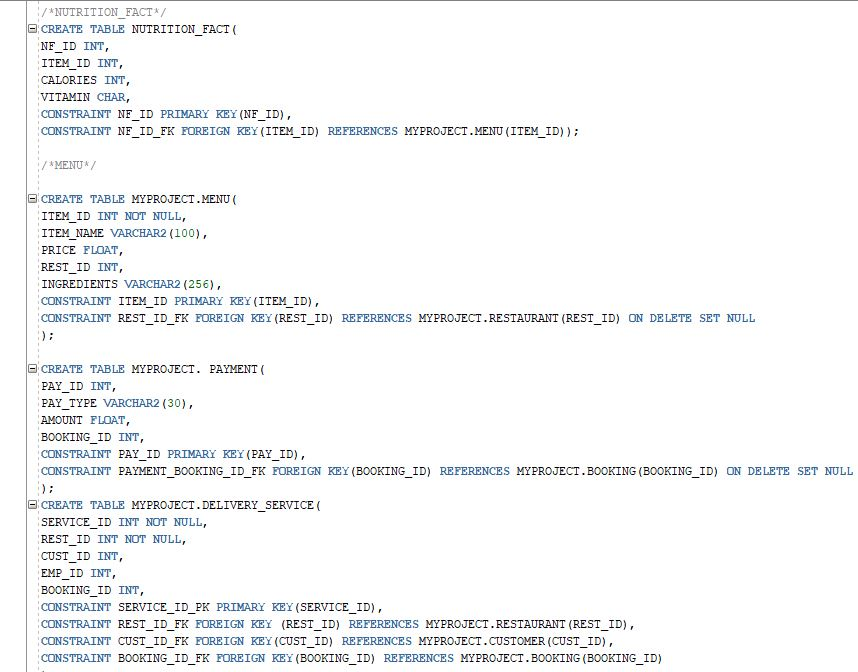 /*NUTRITION_FACT*/
CREATE TABLE NUTRITION_FACT(
NF_ID INT,
ITEM_ID INT,
CALORIES INT,
VITAMIN CHAR,
CONSTRAINT NF_ID PRIMARY KEY(NF_ID),
CONSTRAINT NF_ID_FK FOREIGN KEY(ITEM_ID) REFERENCES MYPROJECT.MENU(ITEM_ID));
/*MENU*/
CREATE TABLE MYPROJECT.MENU(
ITEM_ID INT NOT NULL,
ITEM_NAME VARCHAR2(100),
PRICE FLOAT,
REST_ID INT,
INGREDIENTS VARCHAR2(256),
CONSTRAINT ITEM_ID PRIMARY KEY(ITEM_ID),
CONSTRAINT REST_ID_FK FOREIGN KEY(REST_ID) REFERENCES MYPROJECT.RESTAURANT(REST_ID) ON DELETE SET NULL
);
CREATE TABLE MYPROJECT. PAYMENT(
PAY_ID INT,
PAY_TYPE VARCHAR2(30),
AMOUNT FLOAT,
BOOKING_ID INT,
CONSTRAINT PAY_ID PRIMARY KEY(PAY_ID),
CONSTRAINT PAYMENT_BOOKING_ID_FK FOREIGN KEY(BOOKING_ID) REFERENCES MYPROJECT.BOOKING(BOOKING_ID) ON DELETE SET NULL
);
CREATE TABLE MYPROJECT.DELIVERY_SERVICE(
SERVICE_ID INT NOT NULL,
REST_ID INT NOT NULL,
CUST_ID INT,
EMP_ID INT,
BOOKING_ID INT,
CONSTRAINT SERVICE_ID_PK PRIMARY KEY(SERVICE_ID),
CONSTRAINT REST_ID_FK FOREIGN KEY (REST_ID) REFERENCES MYPROJECT.RESTAURANT(REST_ID),
CONSTRAINT CUST_ID_FK FOREIGN KEY(CUST_ID) REFERENCES MYPROJECT.CUSTOMER(CUST_ID),
CONSTRAINT BOOKING_ID_FK FOREIGN KEY(BOOKING_ID) REFERENCES MYPROJECT.BOOKING(BOOKING_ID)